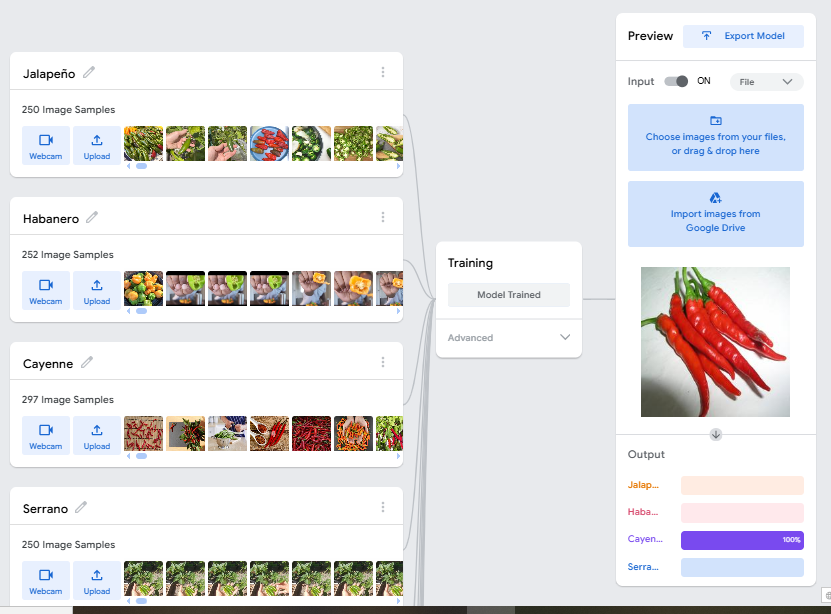 Jalapeño
250 Image Samples
Webcam
Upload
Habanero
252 Image Samples
Webcam
Upload
Cayenne
297 Image Samples
Webcam
Upload
Serrano
250 Image Samples
Webcam
Upload
Training
Model Trained
Advanced
Preview
Export Model
Input
ON
File
Choose images from your files,
or drag & drop here
Import images from
Google Drive
Output
Jalap...
Haba...
Cayen...
100%
Serra...